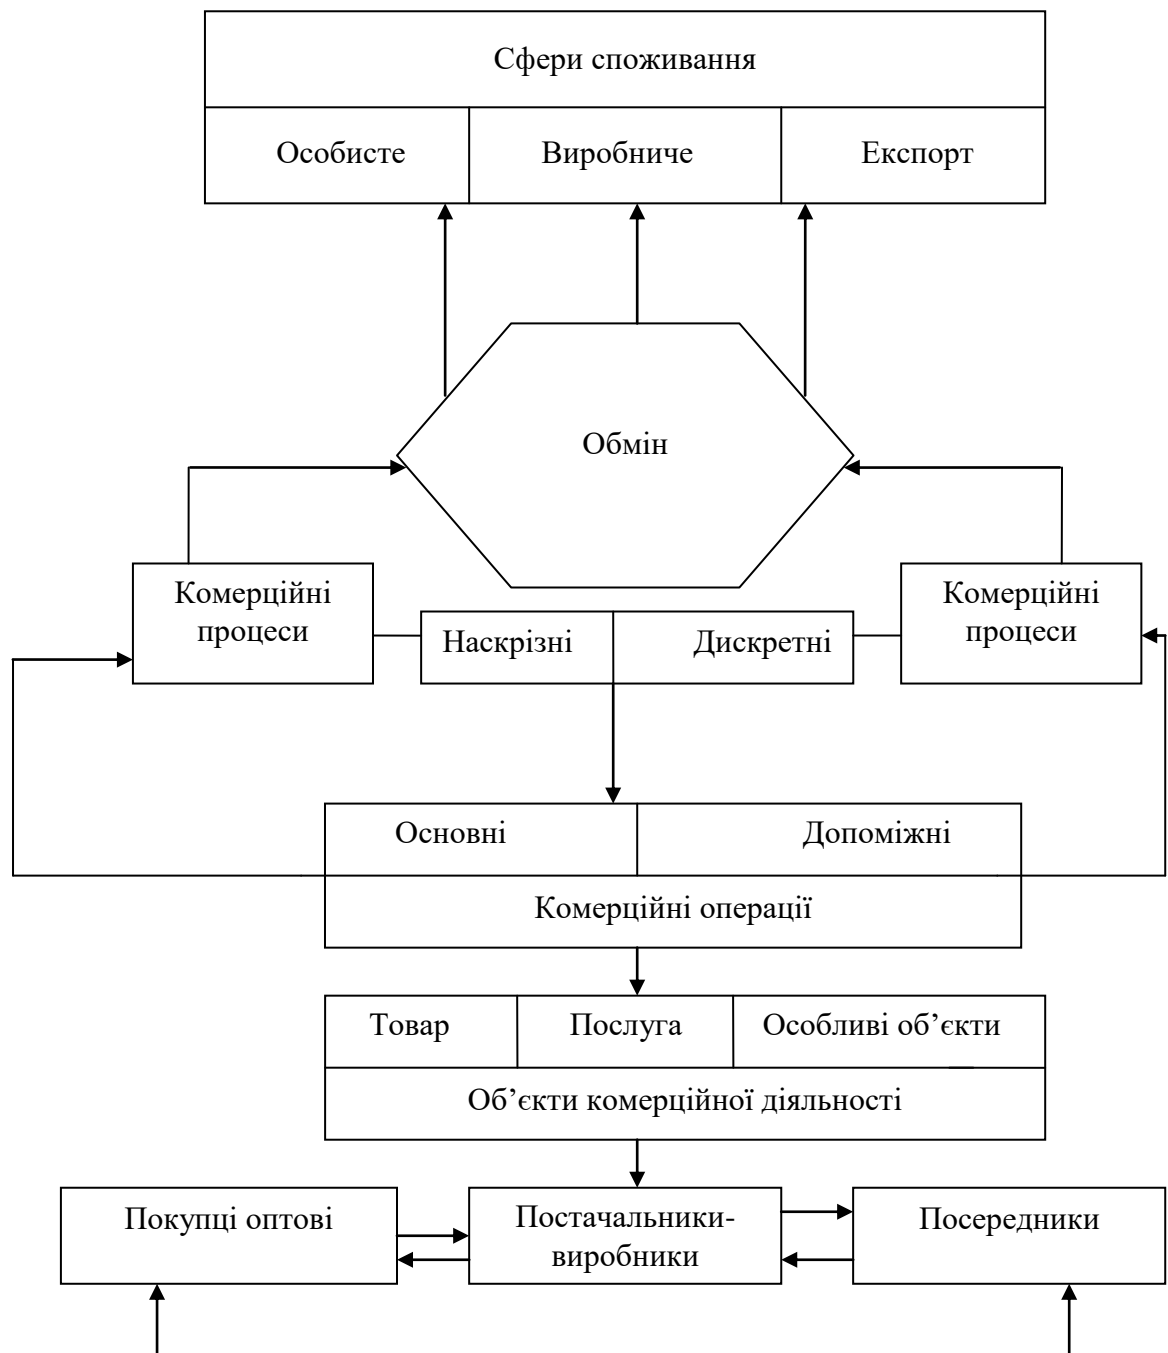 Сфери споживання
Особисте Виробниче Експорт
Обмін
Комерційні
процеси
Наскрізні Дискретні
Комерційні
процеси
Основні Допоміжні
Комерційні операції
Товар Послуга Особливі об’єкти
Об’єкти комерційної діяльності
Покупці оптові
Постачальники-
виробники
Посередники